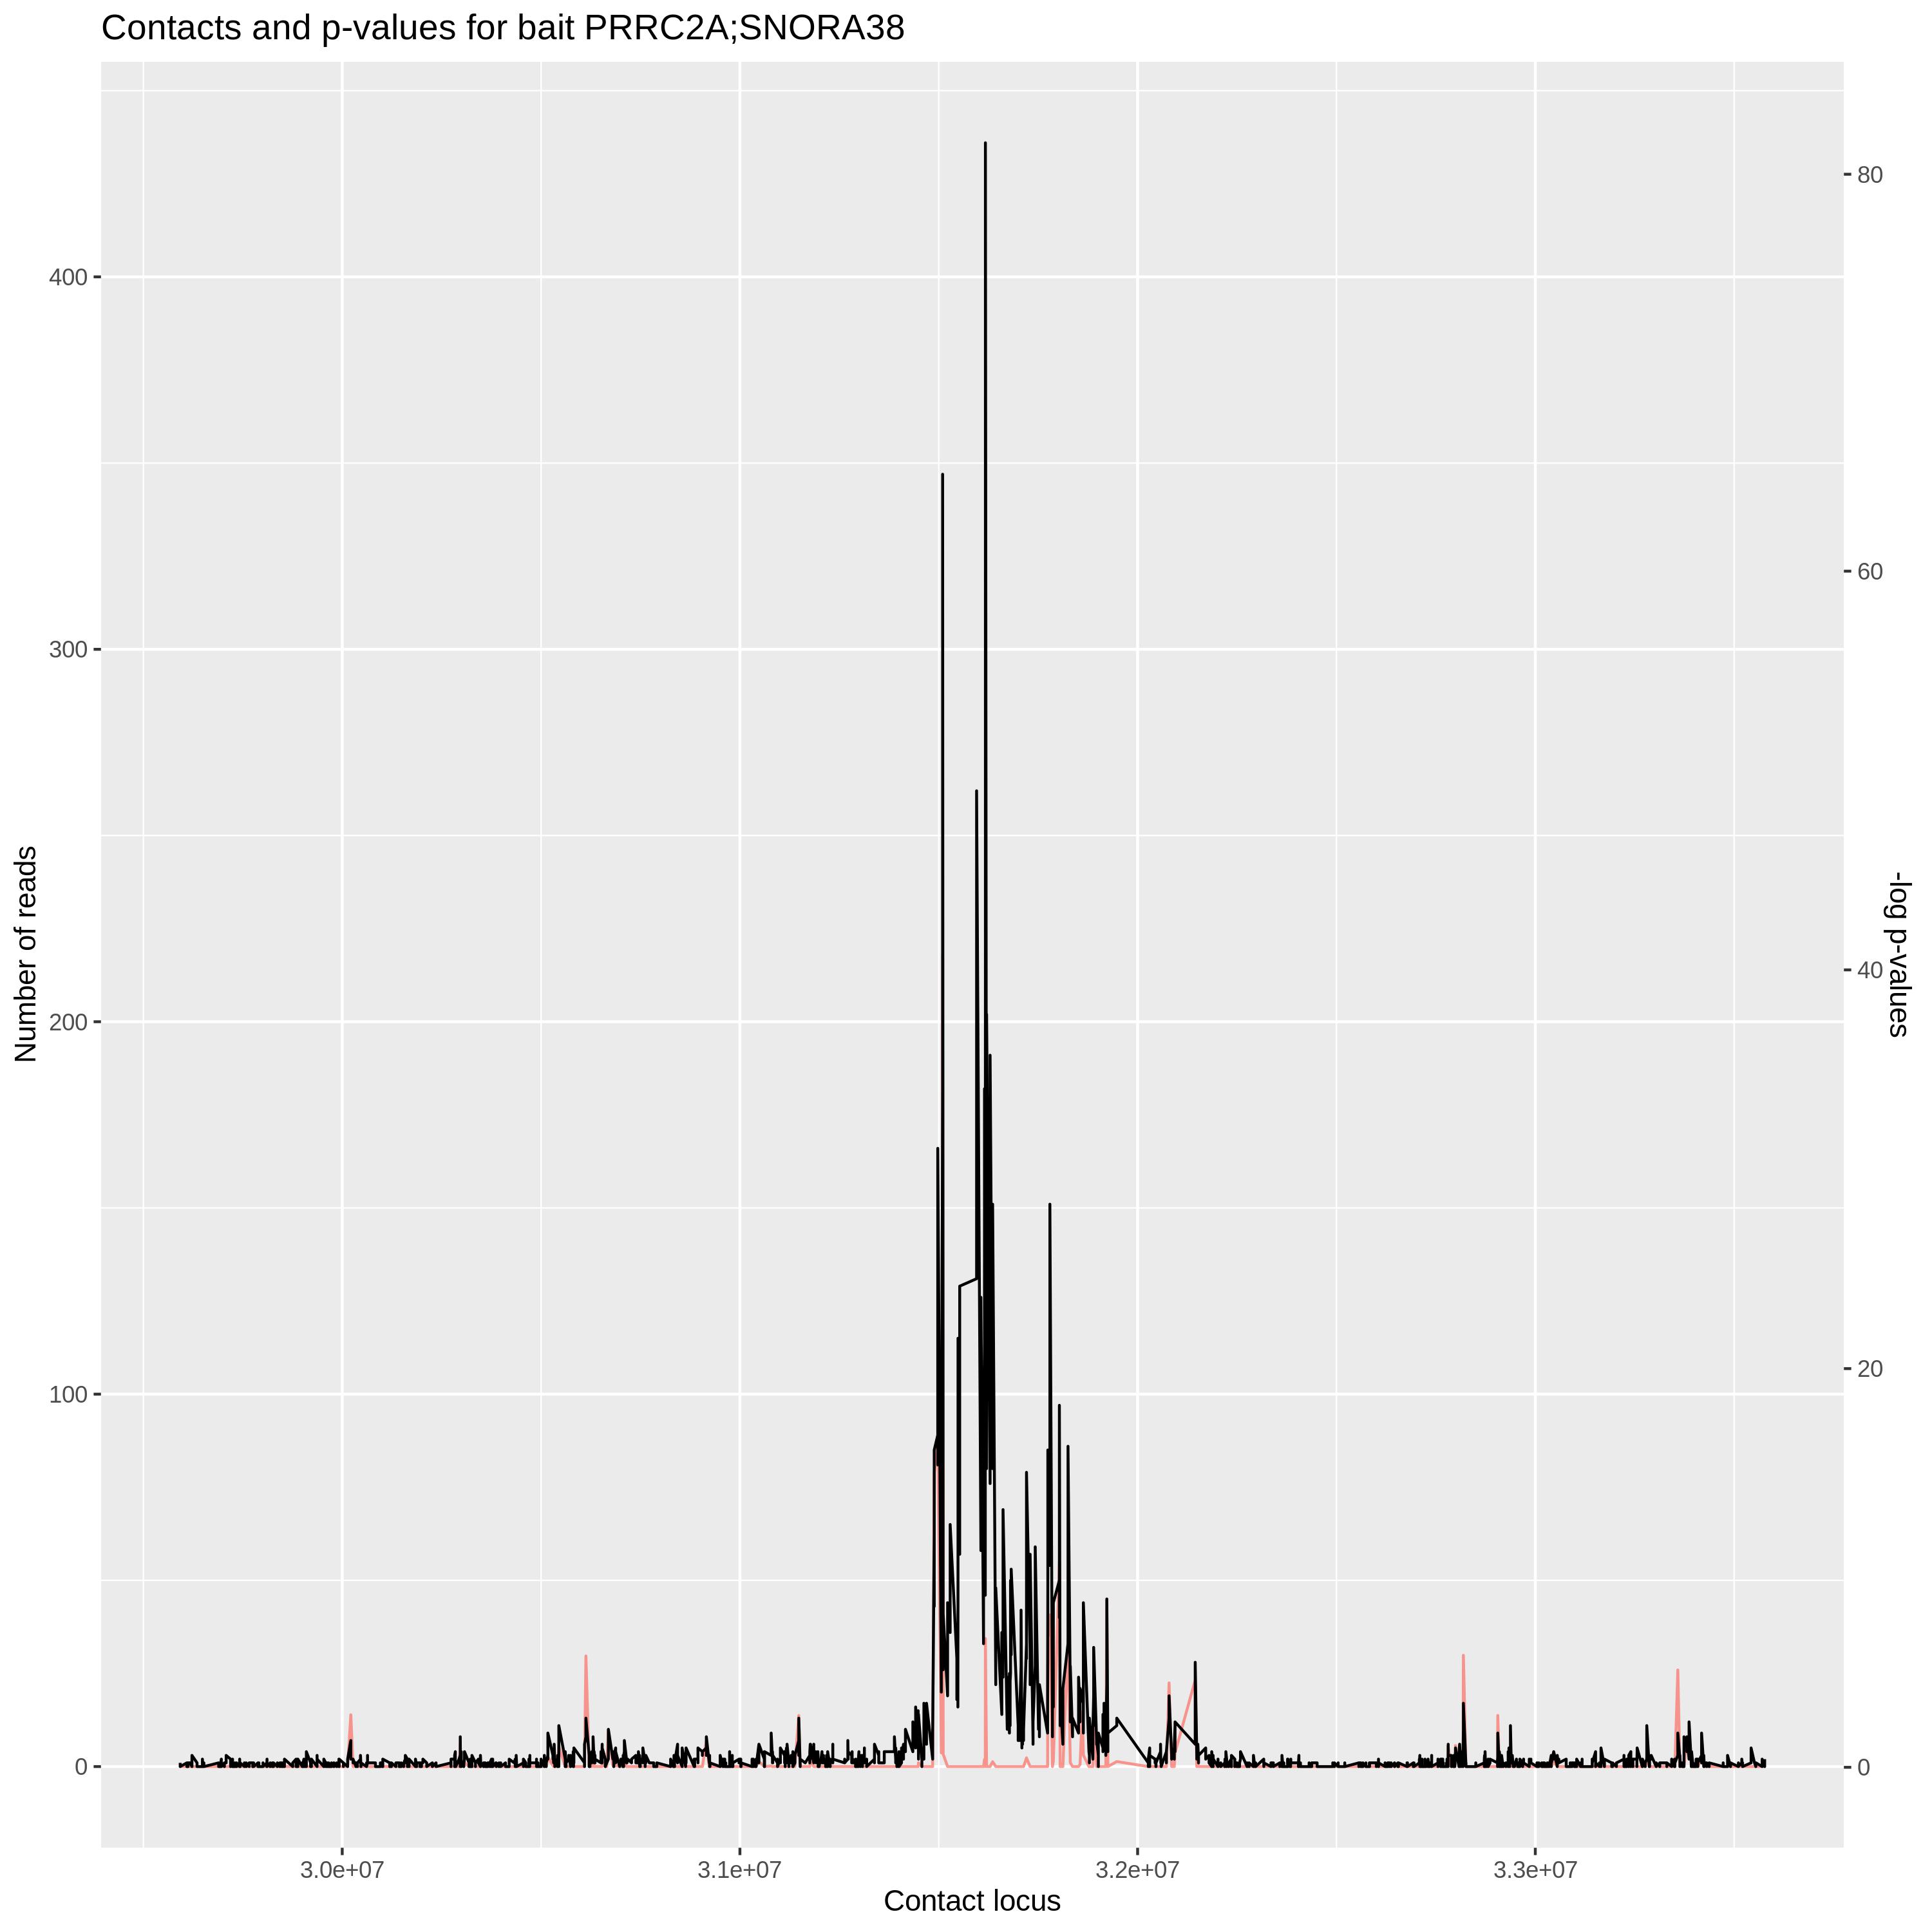 Contacts and p-values for bait PRRC2A;SNORA38
400
300
200
100
0
Number of reads
80
60
40
20
0
-log p-values
3.0e+07
3.1e+07
3.2e+07
3.3e+07
Contact locus